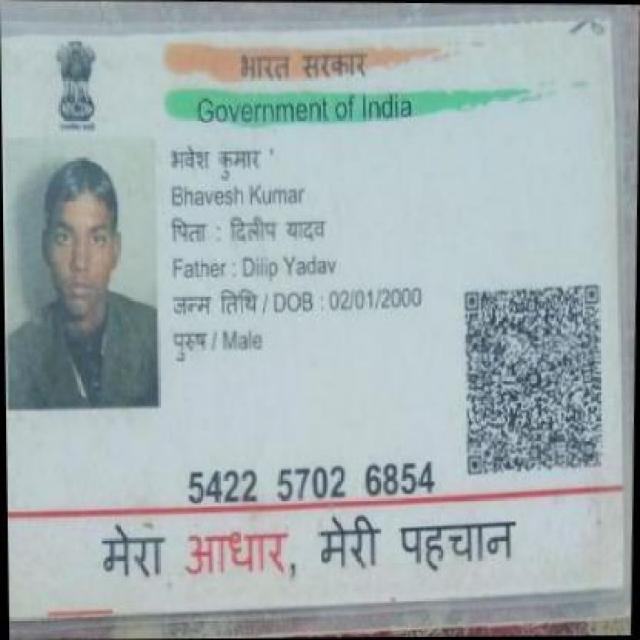 भारत सरकार
Government of India
भवेश कुमार
Bhavesh Kumar
पिता : दिलीप यादव
Father : Dilip Yadav
जन्म तिथि / DOB : 02/01/2000
पुरुष / Male
5422 5702 6854
मेरा आधार, मेरी पहचान